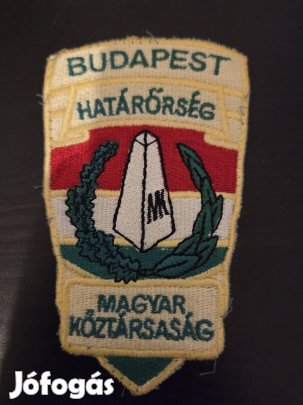 BUDAPEST
HATÁRŐRSÉG
MK
MAGYAR
KÖZTÁRSASÁG
Jófogás